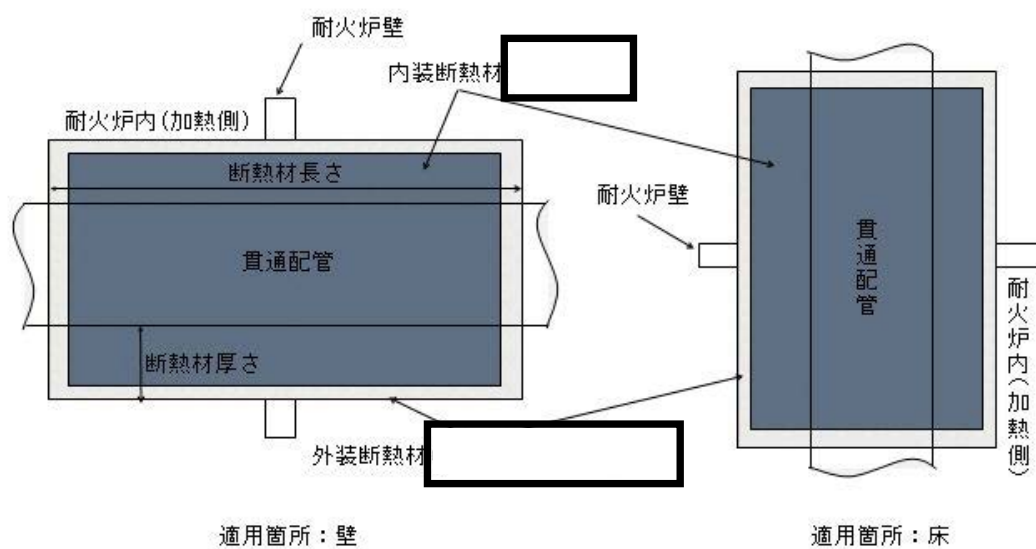 耐火炉壁
内装断熱材
耐火炉内(加熱側)
断熱材長さ
貫通配管
断熱材厚さ
外装断熱材
適用箇所：壁
耐火炉壁
貫通配管
耐火炉内(加熱側)
適用箇所：床